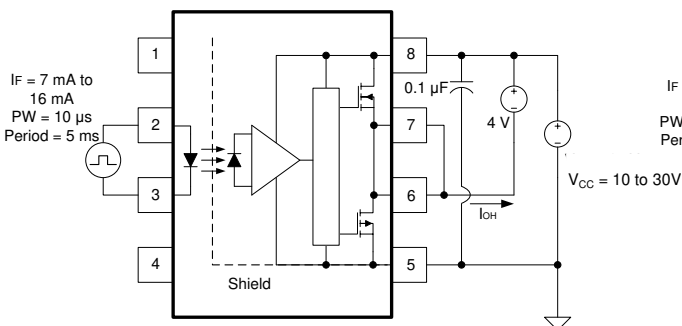 IF = 7 mA to
16 mA
PW = 10 µs
Period = 5 ms
1
2
3
4
Shield
8
7
6
5
0.1 µF
4 V
IOH
VCC = 10 to 30V
IF
PW
Per